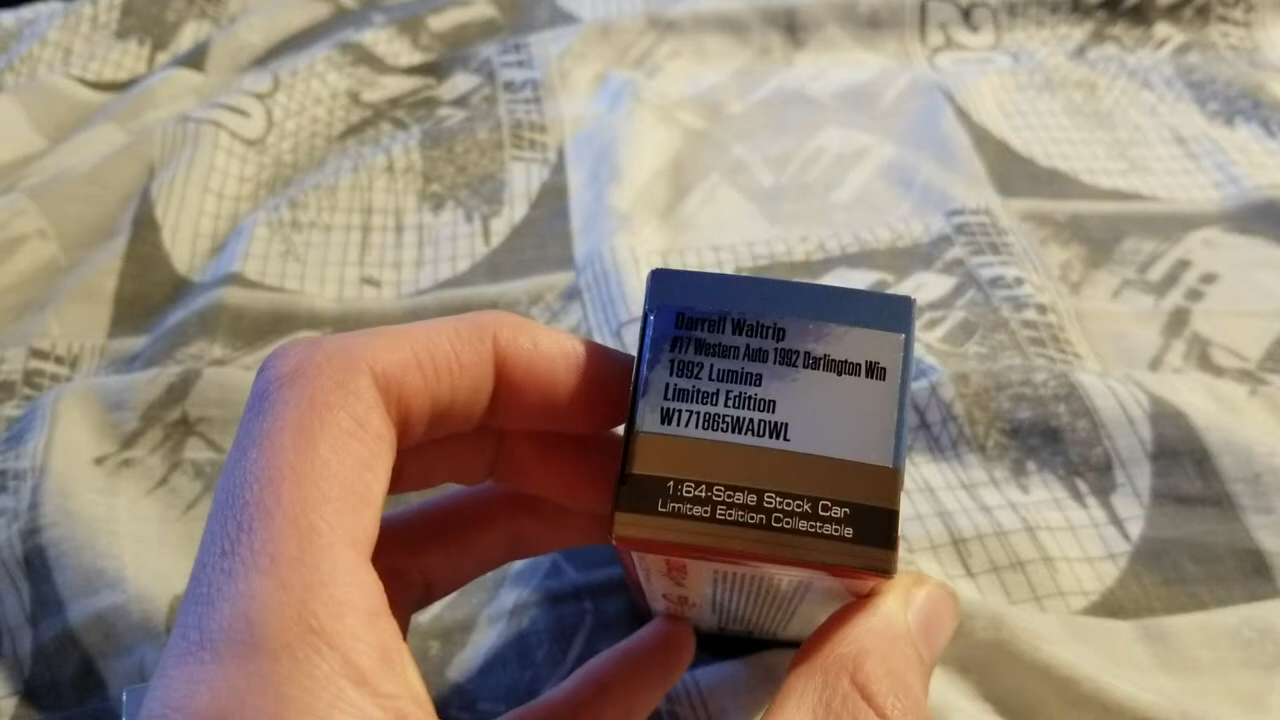 Darrell Waltrip
#17 Western Auto 1992 Darlington Win
1992 Lumina
Limited Edition
W171865WADWL
1:64-Scale Stock Car
Limited Edition Collectable